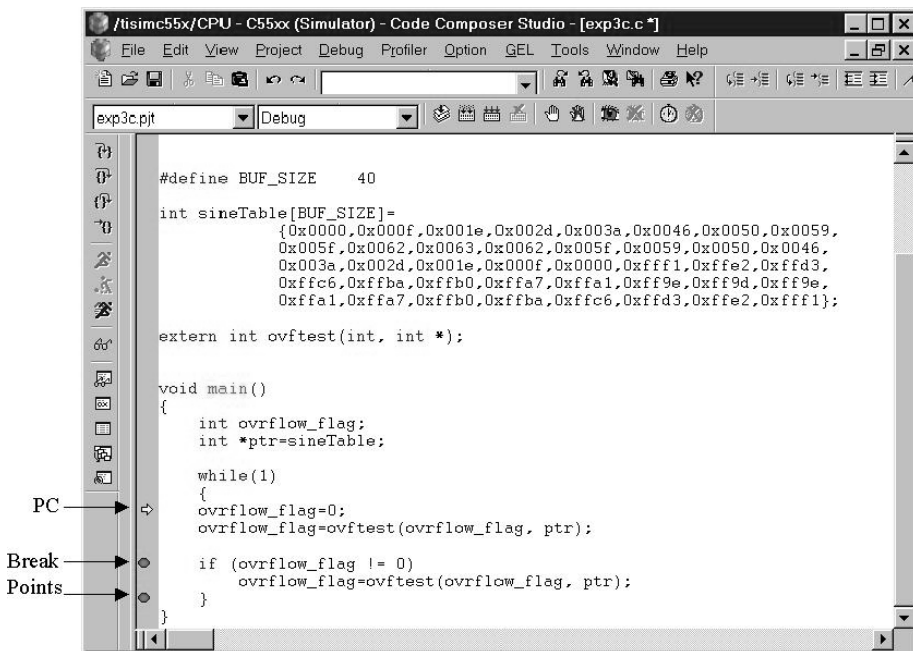 /tisimc55x/CPU - C55xx (Simulator) - Code Composer Studio - [exp3c.c *]
File Edit View Project Debug Profiler Option GEL Tools Window Help
exp3c.pjt Debug
#define BUF_SIZE 40
int sineTable[BUF_SIZE]=
{0x0000,0x000f,0x001e,0x002d,0x003a,0x0046,0x0050,0x0059,
0x005f,0x0062,0x0063,0x0062,0x005f,0x0059,0x0050,0x0046,
0x003a,0x002d,0x001e,0x000f,0x0000,0xfff1,0xffe2,0xffd3,
0xffc6,0xffba,0xffb0,0xffa7,0xffa1,0xff9e,0xff9d,0xff9e,
0xffa1,0xffa7,0xffb0,0xffba,0xffc6,0xffd3,0xffe2,0xfff1};
extern int ovftest(int, int *);
void main()
{
int ovrflow_flag;
int *ptr=sineTable;
while(1)
{
PC ovrflow_flag=0;
ovrflow_flag=ovftest(ovrflow_flag, ptr);
Break if (ovrflow_flag != 0)
Points ovrflow_flag=ovftest(ovrflow_flag, ptr);
}
}